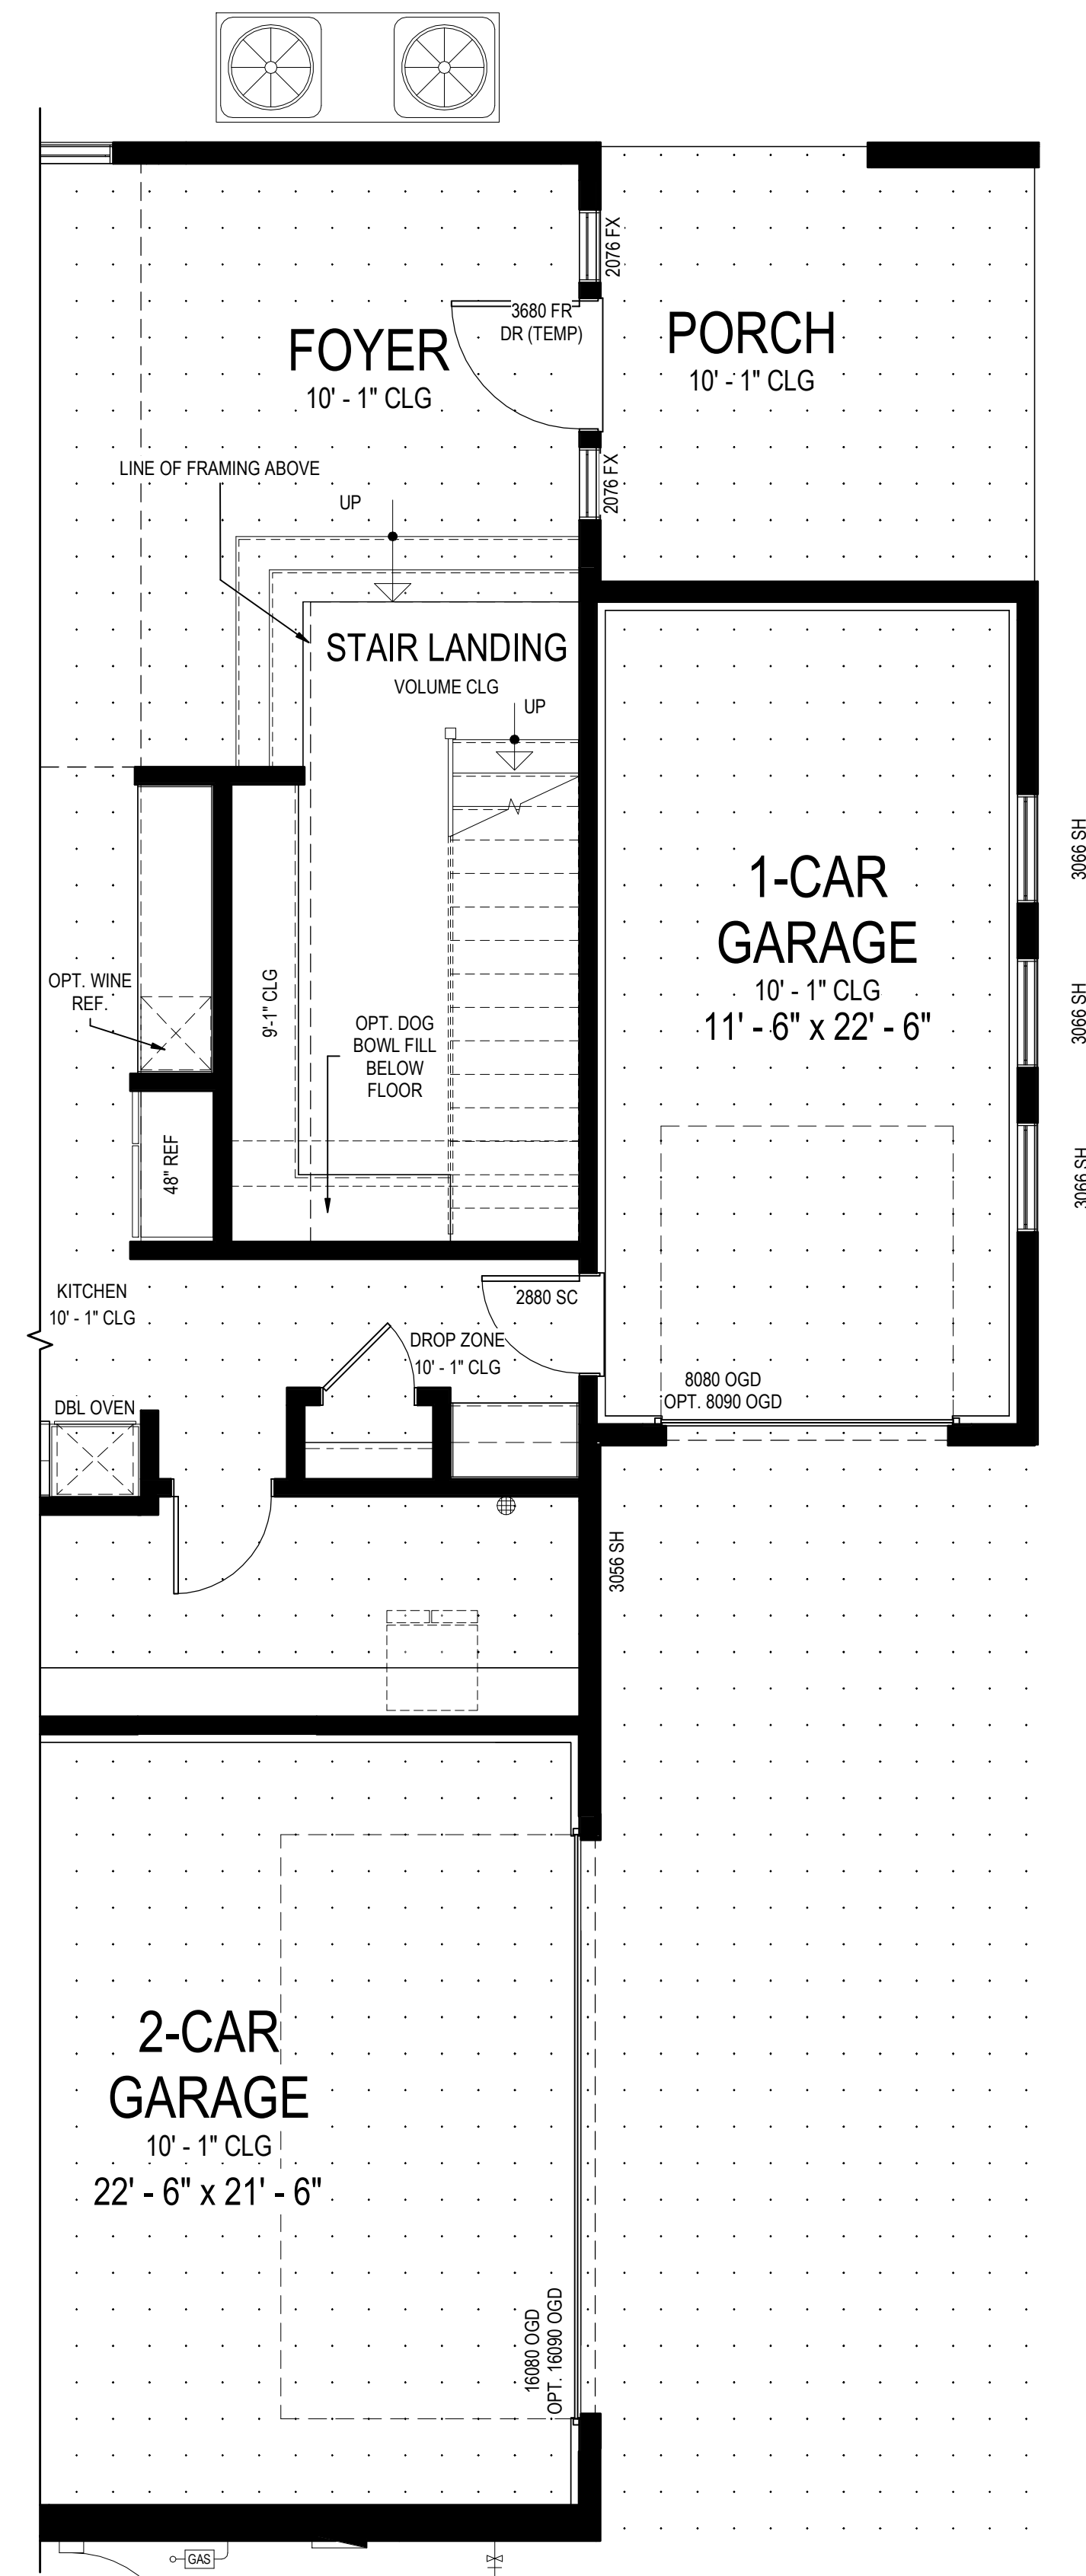 2076 FX
3680 FR
DR (TEMP)
FOYER
10' - 1" CLG
PORCH
10' - 1" CLG
2076 FX
LINE OF FRAMING ABOVE
UP
STAIR LANDING
VOLUME CLG
UP
3066 SH
1-CAR
GARAGE
10' - 1" CLG
11' - 6" x 22' - 6"
OPT. WINE
REF.
9'-1" CLG
3066 SH
OPT. DOG
BOWL FILL
BELOW
FLOOR
48" REF
3066 SH
KITCHEN
10' - 1" CLG
2880 SC
DROP ZONE
10' - 1" CLG
8080 OGD
OPT. 8090 OGD
DBL OVEN
3056 SH
2-CAR
GARAGE
10' - 1" CLG
22' - 6" x 21' - 6"
16080 OGD
OPT. 16090 OGD
GAS